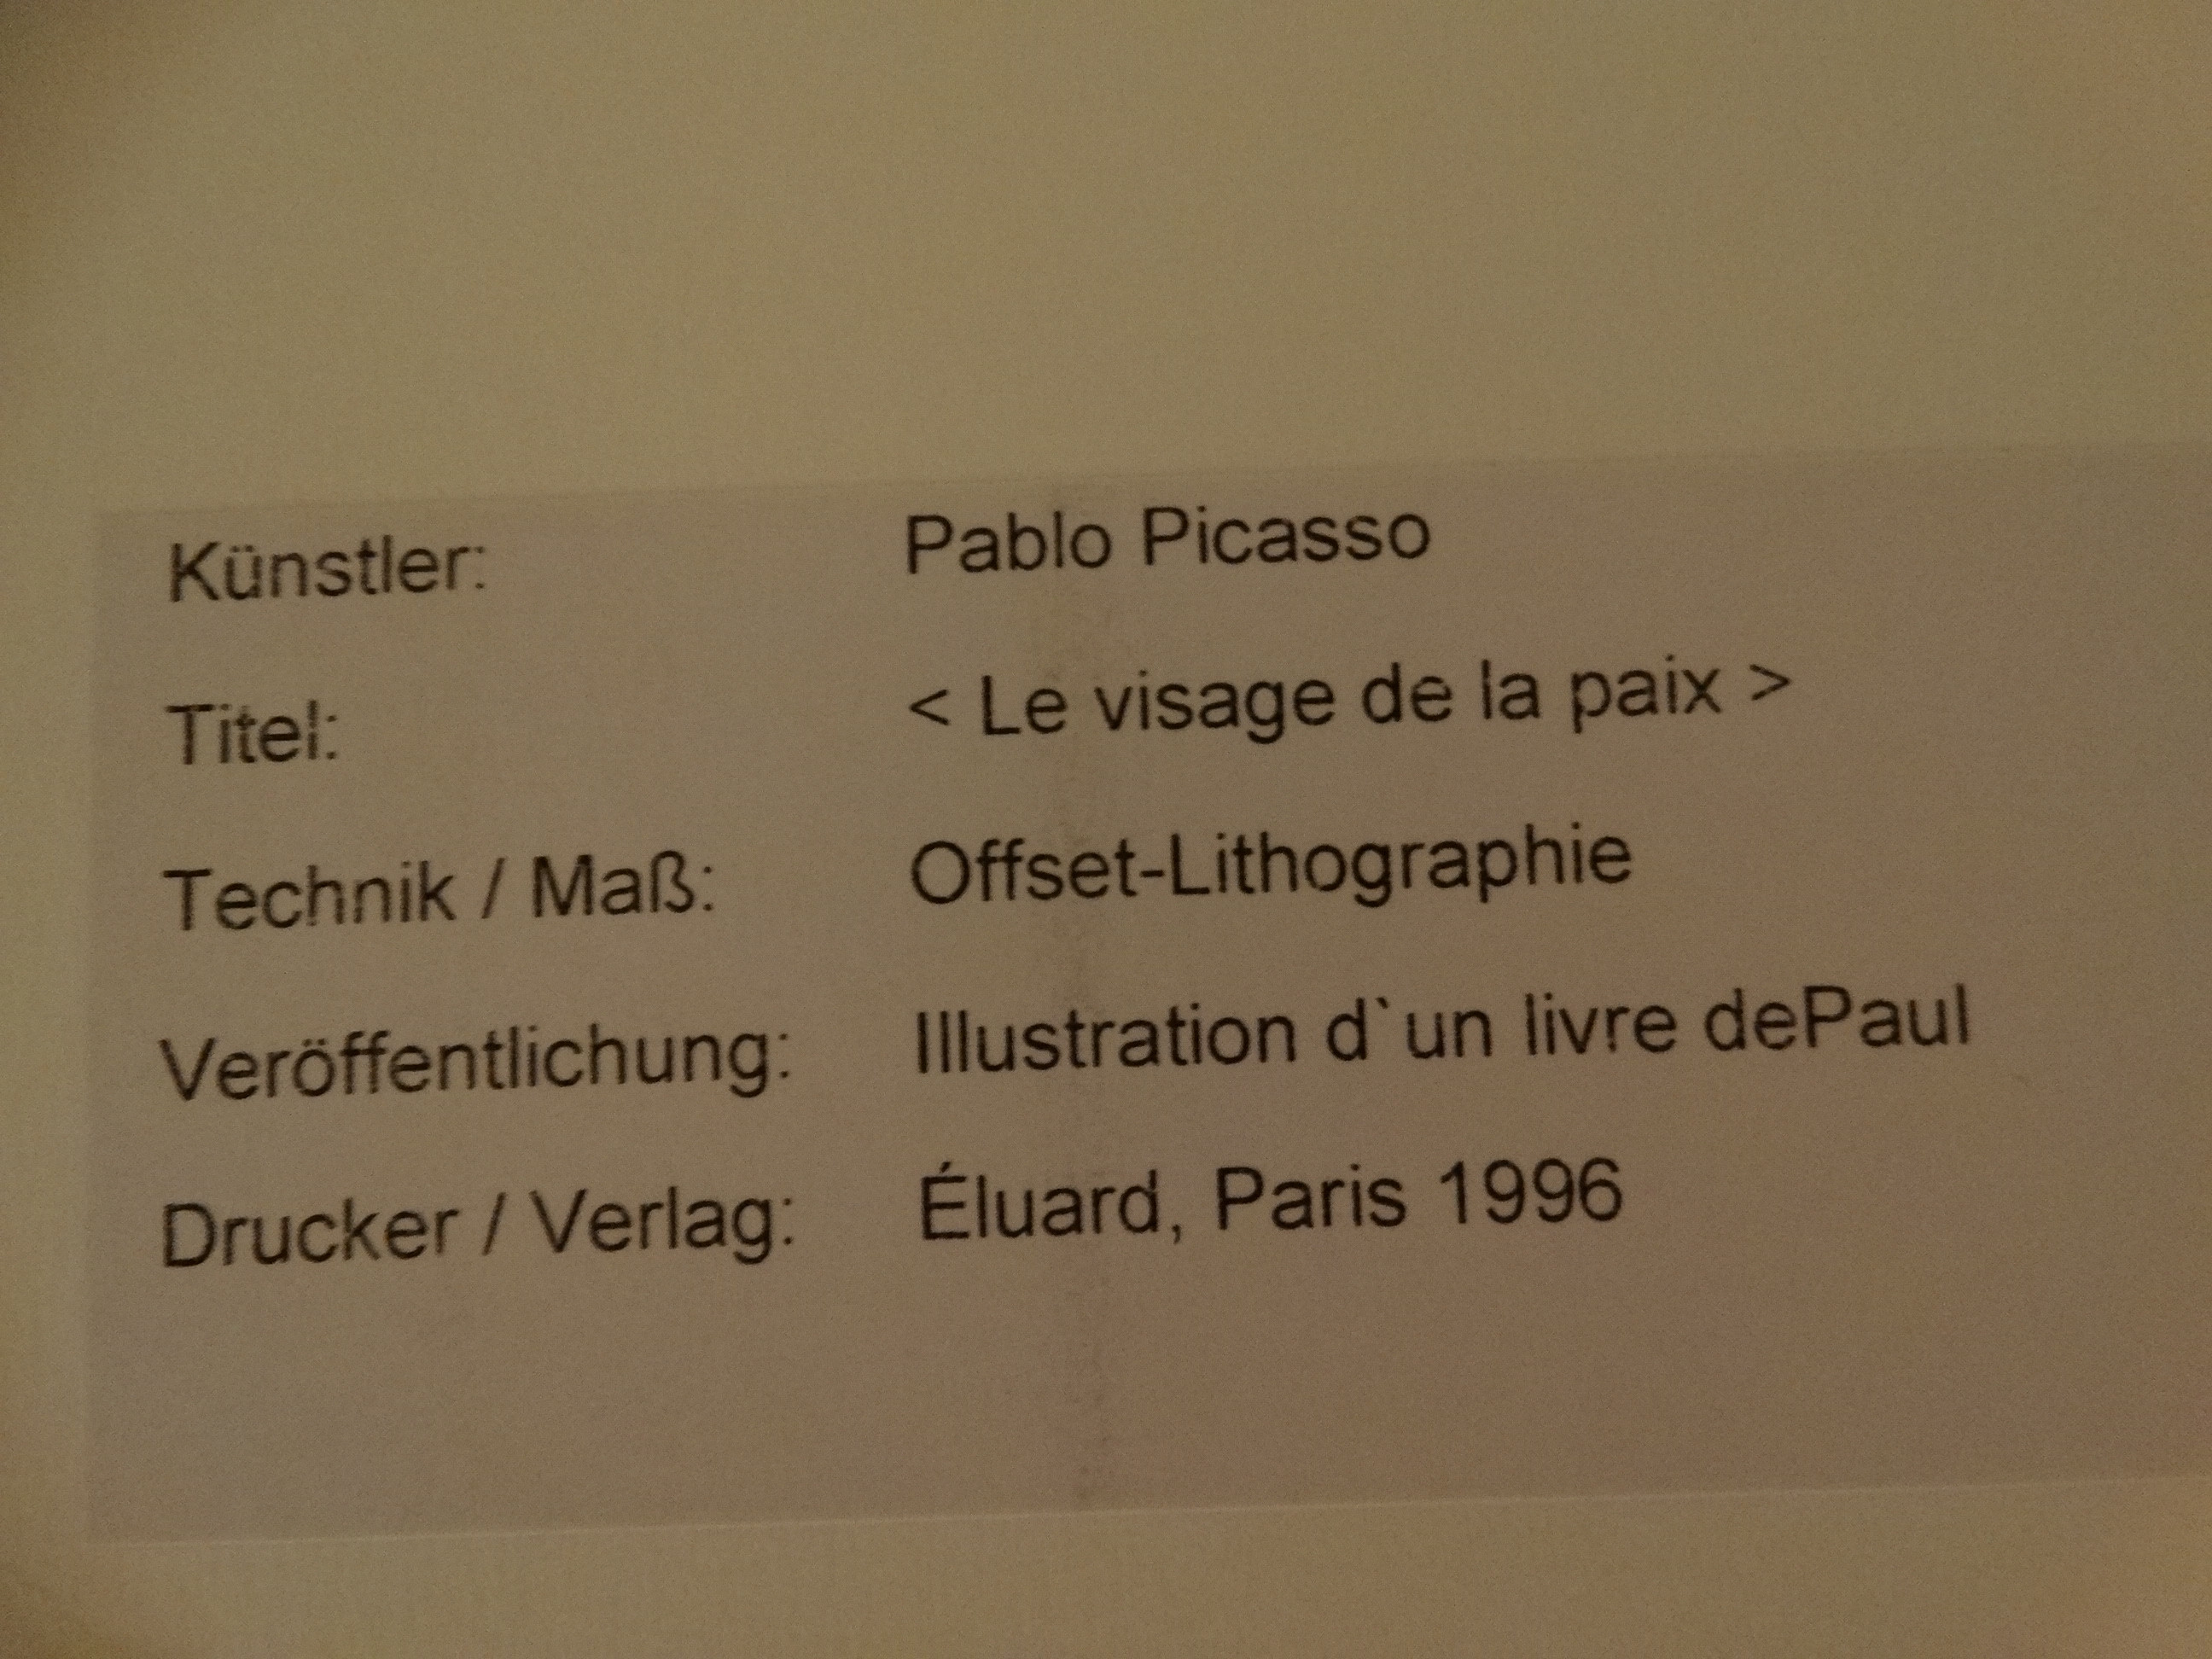 Künstler: Pablo Picasso
Titel: < Le visage de la paix >
Technik / Maß: Offset-Lithographie
Veröffentlichung: Illustration d`un livre dePaul
Drucker / Verlag: Éluard, Paris 1996